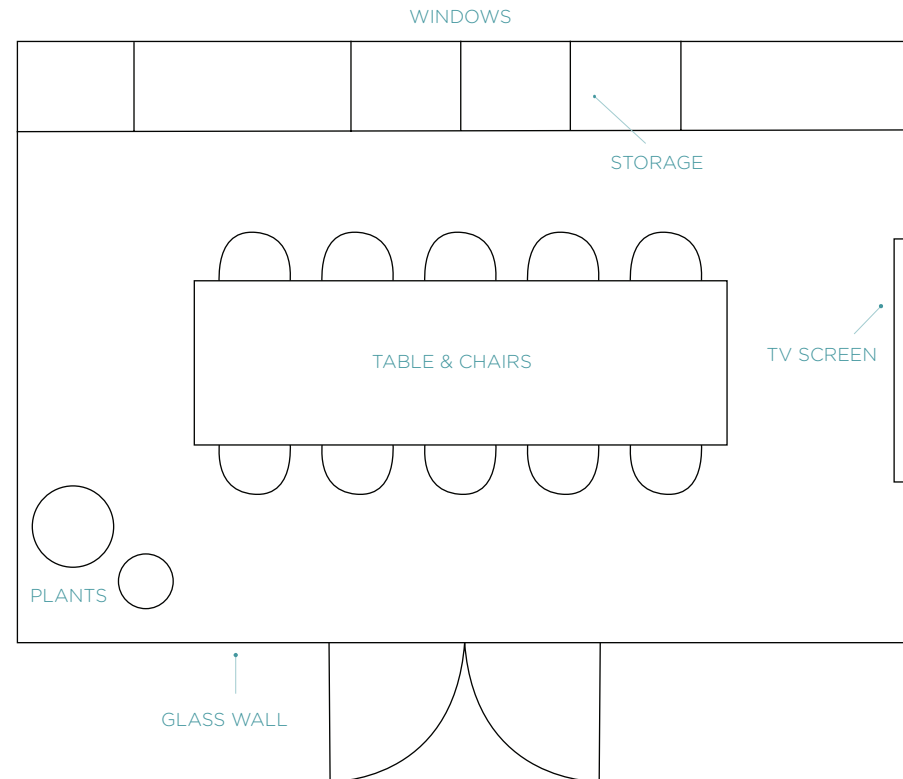 WINDOWS
STORAGE
TABLE & CHAIRS
TV SCREEN
PLANTS
GLASS WALL